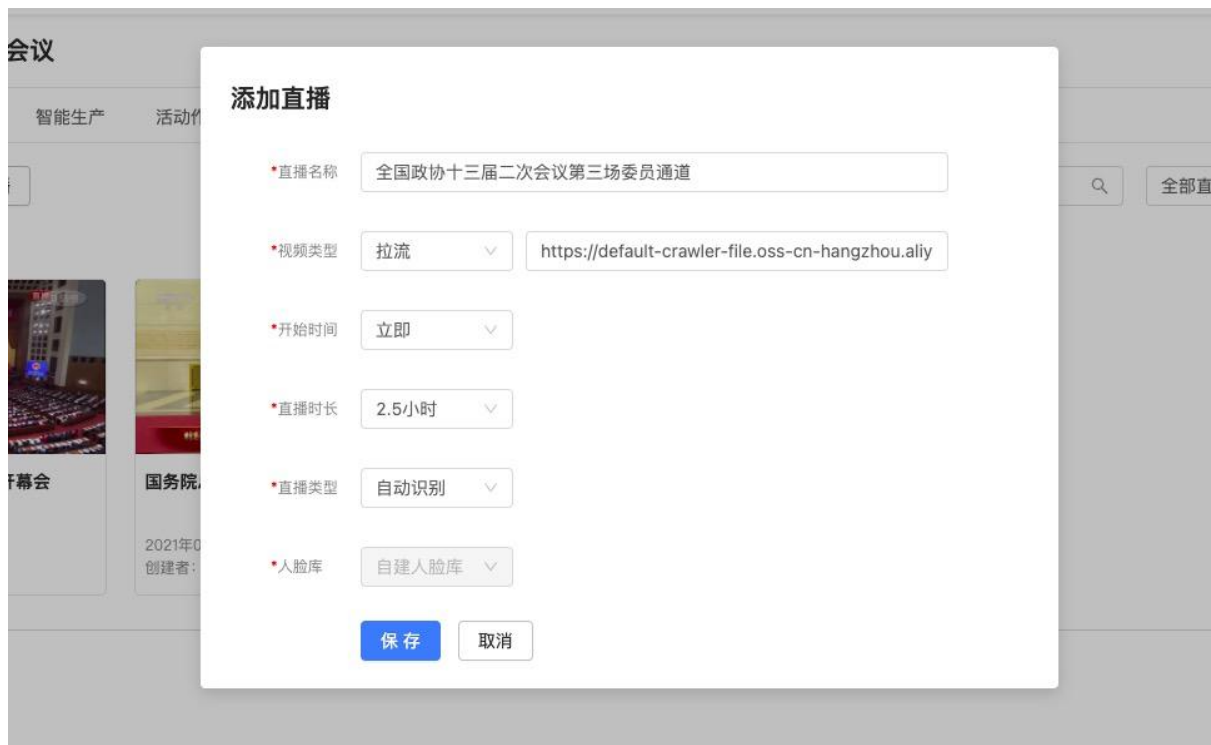 会议
智能生产
活动
添加直播
*直播名称
全国政协十三届二次会议第三场委员通道
全部直
*视频类型
拉流
https://default-crawler-file.oss-cn-hangzhou.aliy
*开始时间
立即
*直播时长
2.5小时
开幕会
国务院
*直播类型
自动识别
2021年0
创建者:
*人脸库
自建人脸库
保存
取消